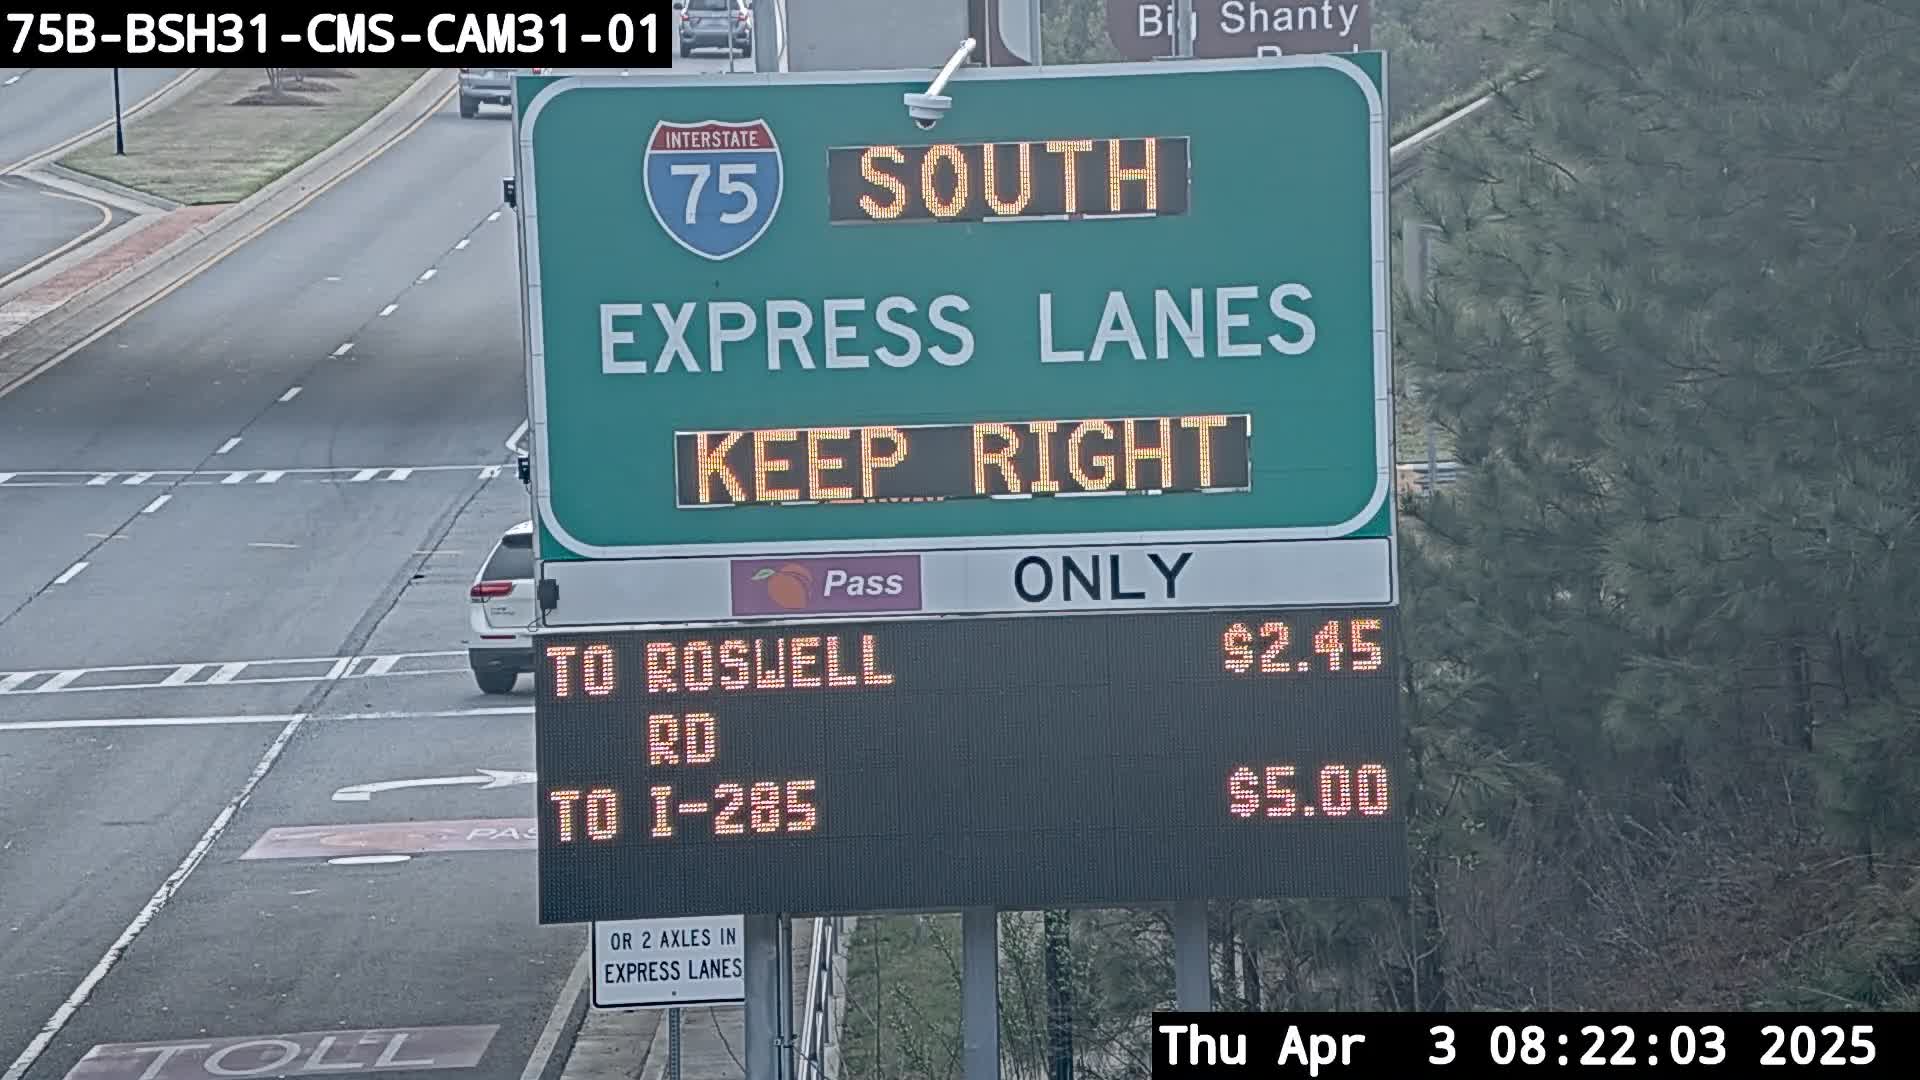 75B-BSH31-CMS-CAM31-01
Big Shanty
Road
INTERSTATE
75
SOUTH
EXPRESS LANES
KEEP RIGHT
Pass
ONLY
TO ROSWELL $2.45
RD
TO I-285 $5.00
PAS
OR 2 AXLES IN
EXPRESS LANES
TOLL
Thu Apr 3 08:22:03 2025